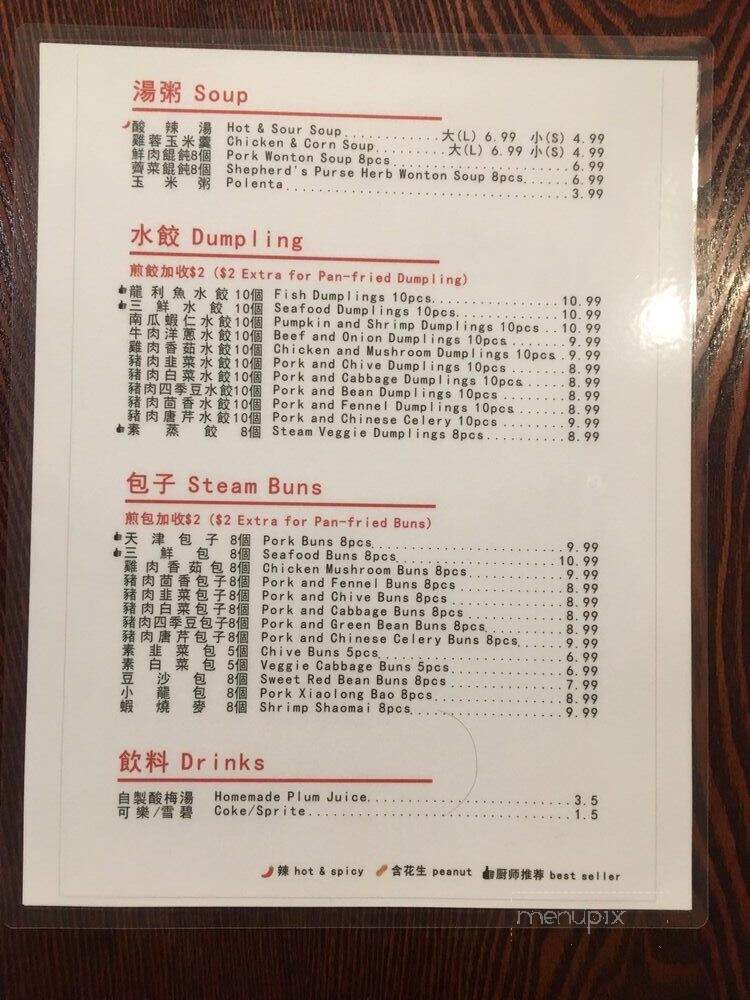 湯粥 Soup
酸辣湯 Hot & Sour Soup............大(L) 6.99 小(S) 4.99
雞蓉玉米羹 Chicken & Corn Soup.........大(L) 6.99 小(S) 4.99
鮮肉餛飩8個 Pork Wonton Soup 8pcs......................6.99
薺菜餛飩8個 Shepherd's Purse Herb Wonton Soup 8pcs......6.99
玉米粥 Polenta...................................3.99
水餃 Dumpling
煎餃加收$2 ($2 Extra for Pan-fried Dumpling)
龍利魚水餃10個 Fish Dumplings 10pcs................10.99
三鮮水餃10個 Seafood Dumplings 10pcs..............10.99
南瓜蝦仁水餃10個 Pumpkin and Shrimp Dumplings 10pcs...10.99
牛肉洋蔥水餃10個 Beef and Onion Dumplings 10pcs.......9.99
雞肉香茹水餃10個 Chicken and Mushroom Dumplings 10pcs..9.99
豬肉韭菜水餃10個 Pork and Chive Dumplings 10pcs.......8.99
豬肉白菜水餃10個 Pork and Cabbage Dumplings 10pcs.....8.99
豬肉四季豆水餃10個 Pork and Bean Dumplings 10pcs........8.99
豬肉茴香水餃10個 Pork and Fennel Dumplings 10pcs......8.99
豬肉唐芹水餃10個 Pork and Chinese Celery 10pcs........9.99
素蒸餃 8個 Steam Veggie Dumplings 8pcs..........8.99
包子 Steam Buns
煎包加收$2 ($2 Extra for Pan-fried Buns)
天津包子 8個 Pork Buns 8pcs........................9.99
三鮮包 8個 Seafood Buns 8pcs....................10.99
雞肉香茹包8個 Chicken Mushroom Buns 8pcs............9.99
豬肉茴香包子8個 Pork and Fennel Buns 8pcs.............8.99
豬肉韭菜包子8個 Pork and Chive Buns 8pcs..............8.99
豬肉白菜包子8個 Pork and Cabbage Buns 8pcs............8.99
豬肉四季豆包子8個 Pork and Green Bean Buns 8pcs.........8.99
豬肉唐芹包子8個 Pork and Chinese Celery Buns 8pcs.....9.99
素韭菜包 5個 Chive Buns 5pcs.......................6.99
素白菜包 5個 Veggie Cabbage Buns 5pcs..............6.99
豆沙包 8個 Sweet Red Bean Buns 8pcs..............7.99
小龍包 8個 Pork Xiaolong Bao 8pcs................8.99
蝦燒麥 8個 Shrimp Shaomai 8pcs...................9.99
飲料 Drinks
自製酸梅湯 Homemade Plum Juice.......................3.5
可樂/雪碧 Coke/Sprite..............................1.5
辣 hot & spicy 含花生 peanut 厨师推荐 best seller
menupix